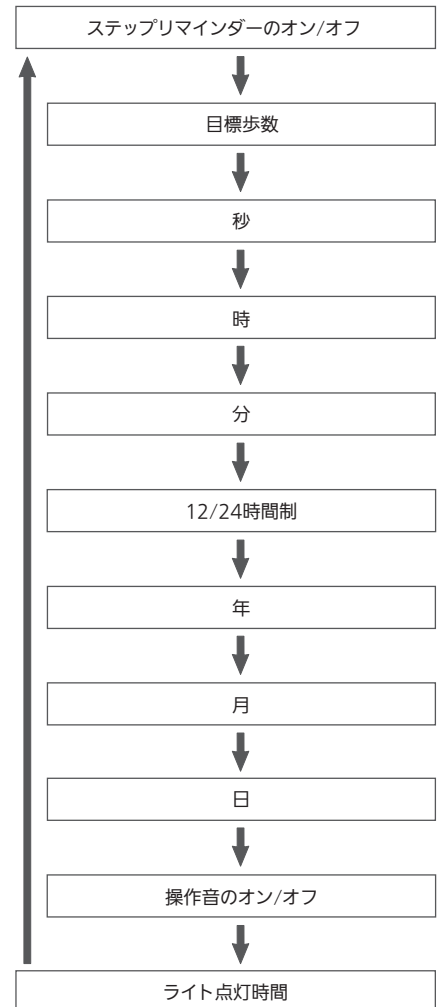 ステップリマインダーのオン/オフ
目標歩数
秒
時
分
12/24時間制
年
月
日
操作音のオン/オフ
ライト点灯時間